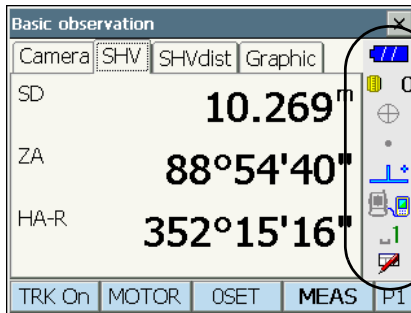 Basic observation
Camera SHV SHVdist Graphic
SD 10.269 m
0
ZA 88°54'40"
HA-R 352°15'16"
1
TRK On MOTOR 0SET MEAS P1